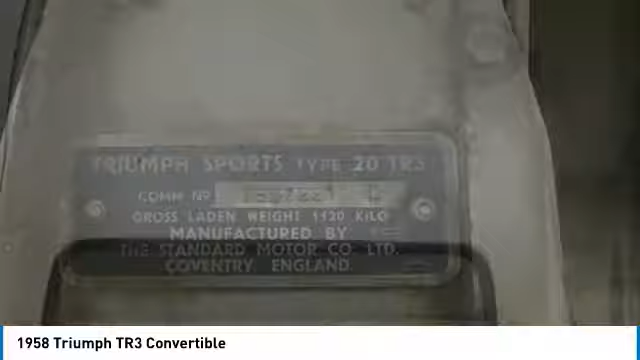 TRIUMPH SPORTS TYPE 20 TR3
COMM Nº
GROSS LADEN WEIGHT 1120 KILO
MANUFACTURED BY
THE STANDARD MOTOR CO. LTD.
COVENTRY ENGLAND
1958 Triumph TR3 Convertible